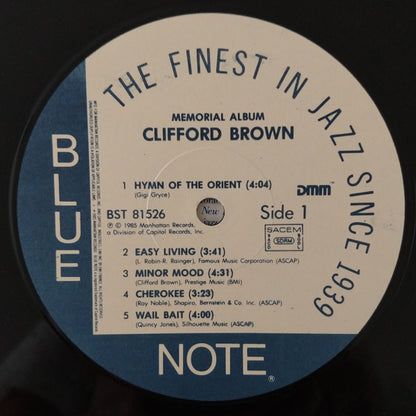 THE FINEST IN JAZZ SINCE 1939
MEMORIAL ALBUM
CLIFFORD BROWN
1 HYMN OF THE ORIENT (4:04)
(Gigi Gryce)
DMM
BST 81526
New
Side 1
℗ © 1985 Manhattan Records,
a Division of Capitol Records, Inc.
SACEM
SDRM
2 EASY LIVING (3:41)
(L. Robin-R. Rainger), Famous Music Corporation (ASCAP)
3 MINOR MOOD (4:31)
(Clifford Brown), Prestige Music (BMI)
4 CHEROKEE (3:23)
(Ray Noble), Shapiro, Bernstein & Co. Inc. (ASCAP)
5 WAIL BAIT (4:00)
(Quincy Jones), Silhouette Music (ASCAP)
BLUE
NOTE®